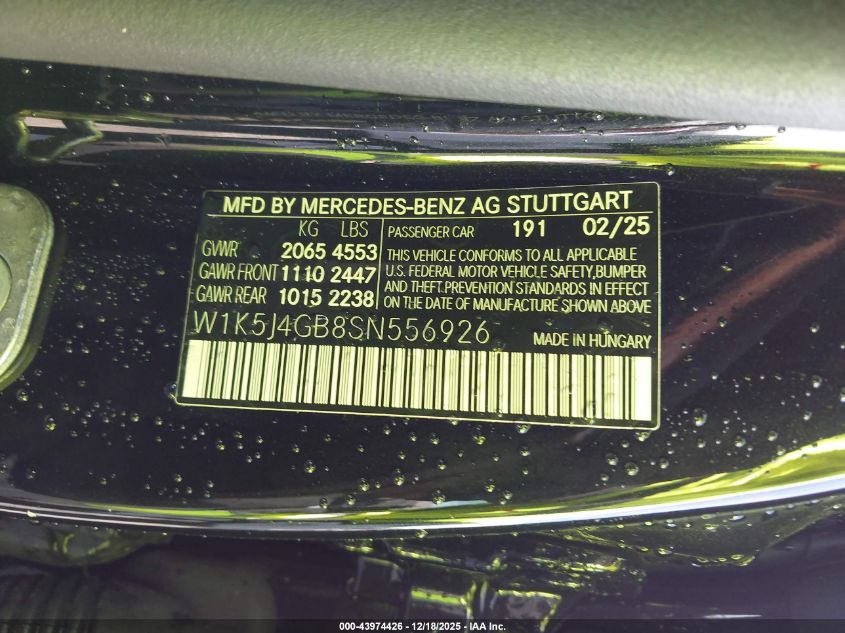 MFD BY MERCEDES-BENZ AG STUTTGART
KG LBS
GVWR 2065 4553
GAWR FRONT 1110 2447
GAWR REAR 1015 2238
PASSENGER CAR 191 02/25
THIS VEHICLE CONFORMS TO ALL APPLICABLE
U.S. FEDERAL MOTOR VEHICLE SAFETY, BUMPER
AND THEFT PREVENTION STANDARDS IN EFFECT
ON THE DATE OF MANUFACTURE SHOWN ABOVE
W1K5J4GB8SN556926
MADE IN HUNGARY
000-43974426 - 12/18/2025 - IAA Inc.